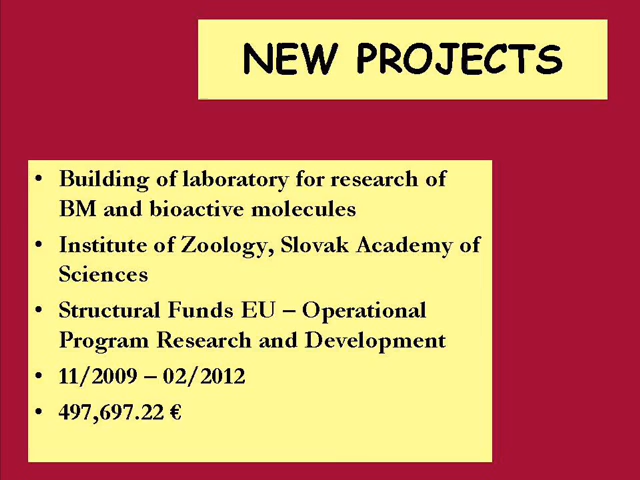 NEW PROJECTS
• Building of laboratory for research of
BM and bioactive molecules
• Institute of Zoology, Slovak Academy of
Sciences
• Structural Funds EU – Operational
Program Research and Development
• 11/2009 – 02/2012
• 497,697.22 €